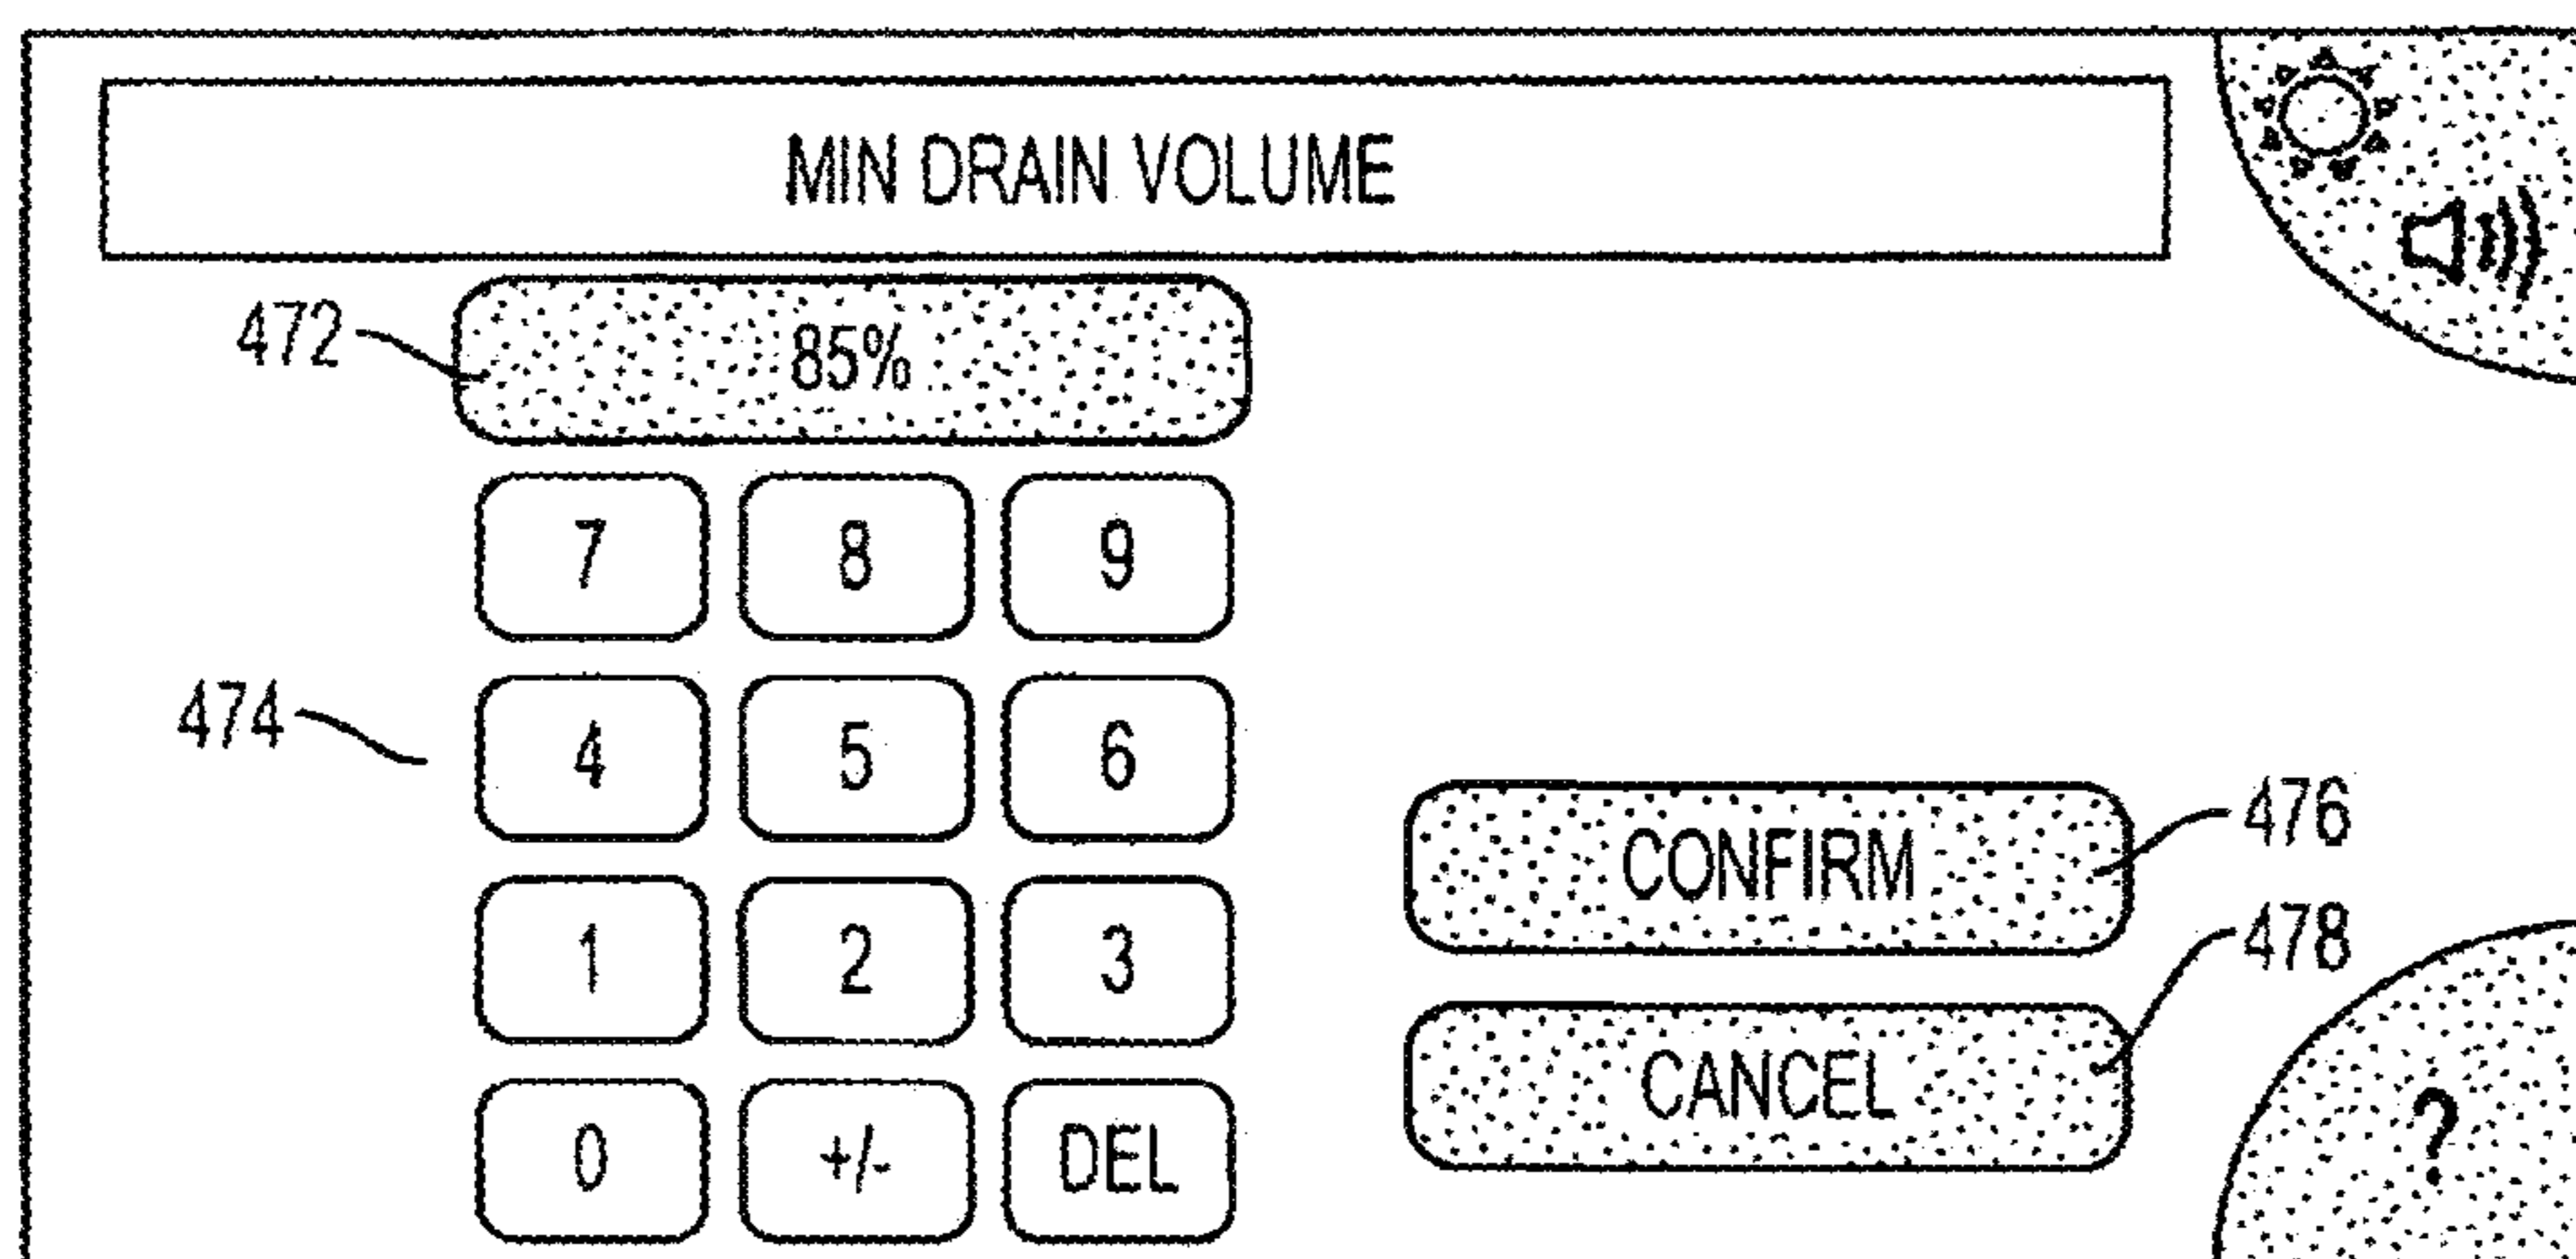 MIN DRAIN VOLUME
472 85%
7 8 9
474 4 5 6
CONFIRM 476
1 2 3
478
CANCEL
0 +/- DEL
?